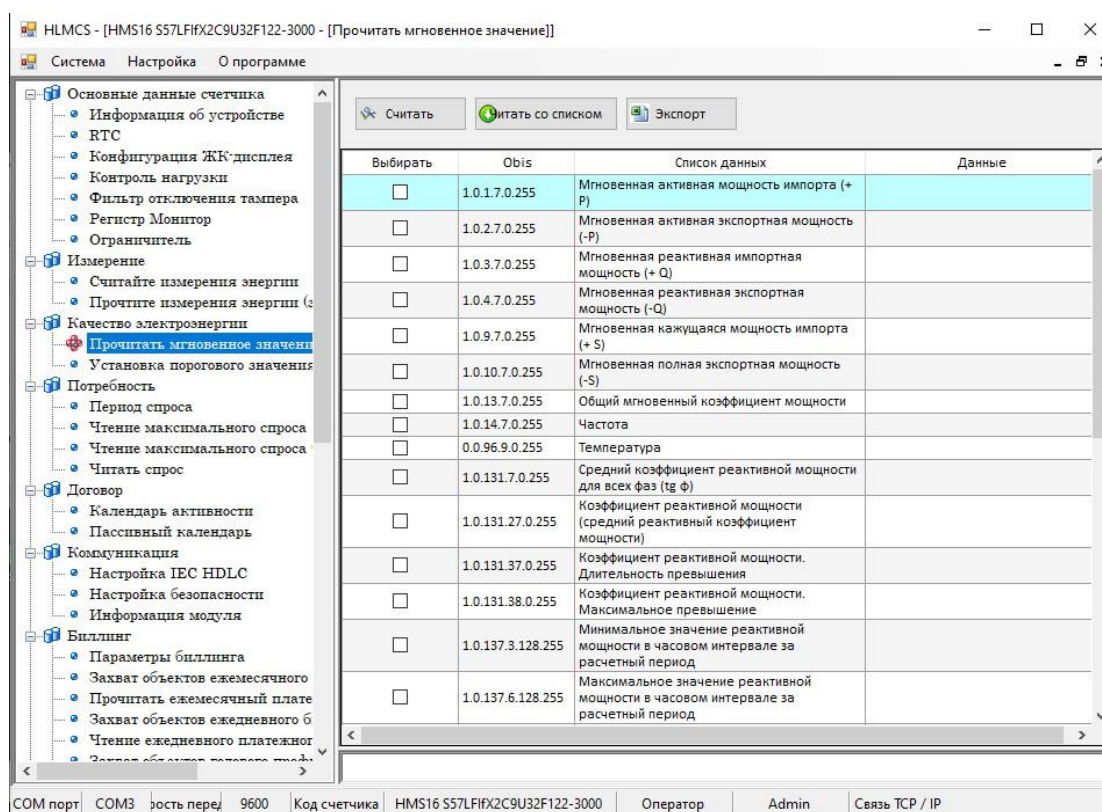 HLMCS - [HMS16 S57LFIfX2C9U32F122-3000 - [Прочитать мгновенное значение]]
Система Настройка О программе
Основные данные счетчика
Информация об устройстве
RTC
Конфигурация ЖК-дисплея
Контроль нагрузки
Фильтр отключения тампера
Регистр Монитор
Ограничитель
Измерение
Считайте измерения энергии
Прочтите измерения энергии (з
Качество электроэнергии
Прочитать мгновенное значени
Установка порогового значения
Потребность
Период спроса
Чтение максимального спроса
Чтение максимального спроса
Читать спрос
Договор
Календарь активности
Пассивный календарь
Коммуникация
Настройка IEC HDLC
Настройка безопасности
Информация модуля
Биллинг
Параметры биллинга
Захват объектов ежемесячного
Прочитать ежемесячный плате
Захват объектов ежедневного б
Чтение ежедневного платежног
Считать Читать со списком Экспорт
Выбирать Obis Список данных Данные
1.0.1.7.0.255 Мгновенная активная мощность импорта (+
P)
1.0.2.7.0.255 Мгновенная активная экспортная мощность
(-P)
1.0.3.7.0.255 Мгновенная реактивная импортная
мощность (+ Q)
1.0.4.7.0.255 Мгновенная реактивная экспортная
мощность (-Q)
1.0.9.7.0.255 Мгновенная кажущаяся мощность импорта
(+ S)
1.0.10.7.0.255 Мгновенная полная экспортная мощность
(-S)
1.0.13.7.0.255 Общий мгновенный коэффициент мощности
1.0.14.7.0.255 Частота
0.0.96.9.0.255 Температура
1.0.131.7.0.255 Средний коэффициент реактивной мощности
для всех фаз (tg ф)
1.0.131.27.0.255 Коэффициент реактивной мощности
(средний реактивный коэффициент
мощности)
1.0.131.37.0.255 Коэффициент реактивной мощности.
Длительность превышения
1.0.131.38.0.255 Коэффициент реактивной мощности.
Максимальное превышение
1.0.137.3.128.255 Минимальное значение реактивной
мощности в часовом интервале за
расчетный период
1.0.137.6.128.255 Максимальное значение реактивной
мощности в часовом интервале за
расчетный период
COM порт COM3 рость перед 9600 Код счетчика HMS16 S57LFIfX2C9U32F122-3000 Оператор Admin Связь TCP / IP